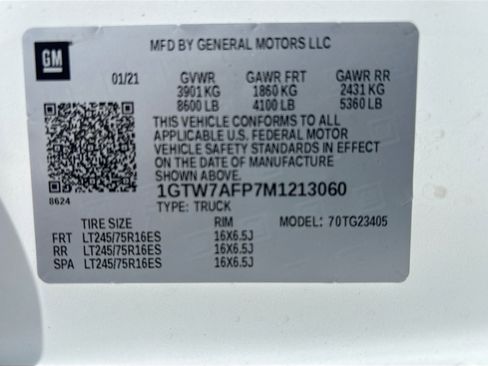 GM
MFD BY GENERAL MOTORS LLC
01/21 GVWR GAWR FRT GAWR RR
3901 KG 1860 KG 2431 KG
8600 LB 4100 LB 5360 LB
THIS VEHICLE CONFORMS TO ALL
APPLICABLE U.S. FEDERAL MOTOR
VEHICLE SAFETY STANDARDS IN
EFFECT ON THE DATE OF MANUFACTURE
SHOWN ABOVE.
1GTW7AFP7M1213060
8624 TYPE: TRUCK
TIRE SIZE RIM MODEL: 70TG23405
FRT LT245/75R16ES 16X6.5J
RR LT245/75R16ES 16X6.5J
SPA LT245/75R16ES 16X6.5J